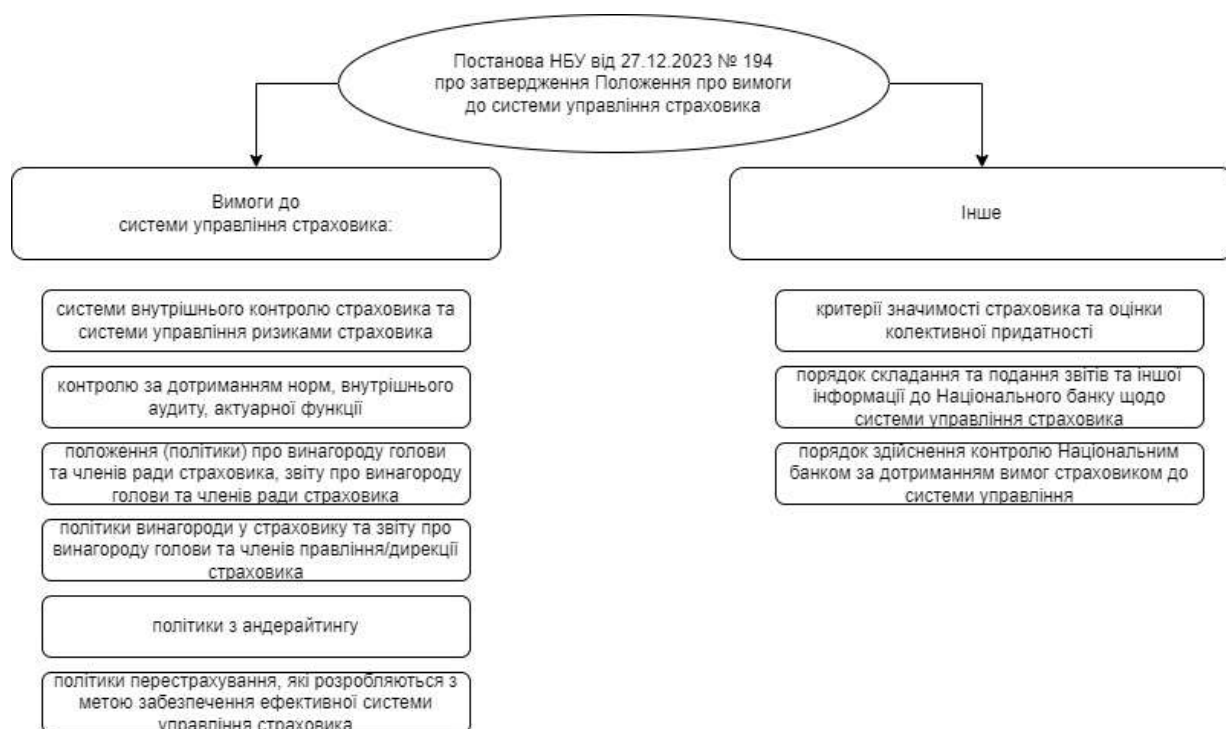 Постанова НБУ від 27.12.2023 № 194
про затвердження Положення про вимоги
до системи управління страховика
Вимоги до
системи управління страховика:
системи внутрішнього контролю страховика та
системи управління ризиками страховика
контролю за дотриманням норм, внутрішнього
аудиту, актуарної функції
положення (політики) про винагороду голови
та членів ради страховика, звіту про винагороду
голови та членів ради страховика
політики винагороди у страховику та звіту про
винагороду голови та членів правління/дирекції
страховика
політики з андерайтингу
політики перестрахування, які розробляються з
метою забезпечення ефективної системи
управління страховика
Інше
критерії значимості страховика та оцінки
колективної придатності
порядок складання та подання звітів та іншої
інформації до Національного банку щодо
системи управління страховика
порядок здійснення контролю Національним
банком за дотриманням вимог страховиком до
системи управління